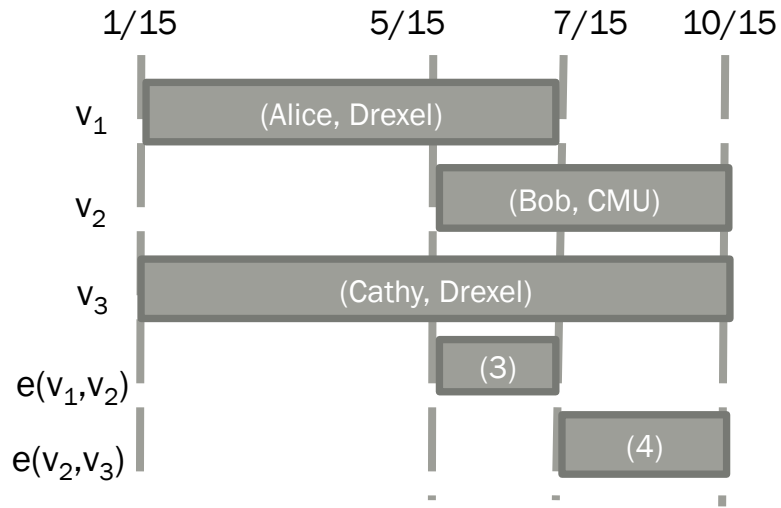 1/15 5/15 7/15 10/15
v₁ (Alice, Drexel)
v₂ (Bob, CMU)
v₃ (Cathy, Drexel)
e(v₁,v₂) (3)
e(v₂,v₃) (4)